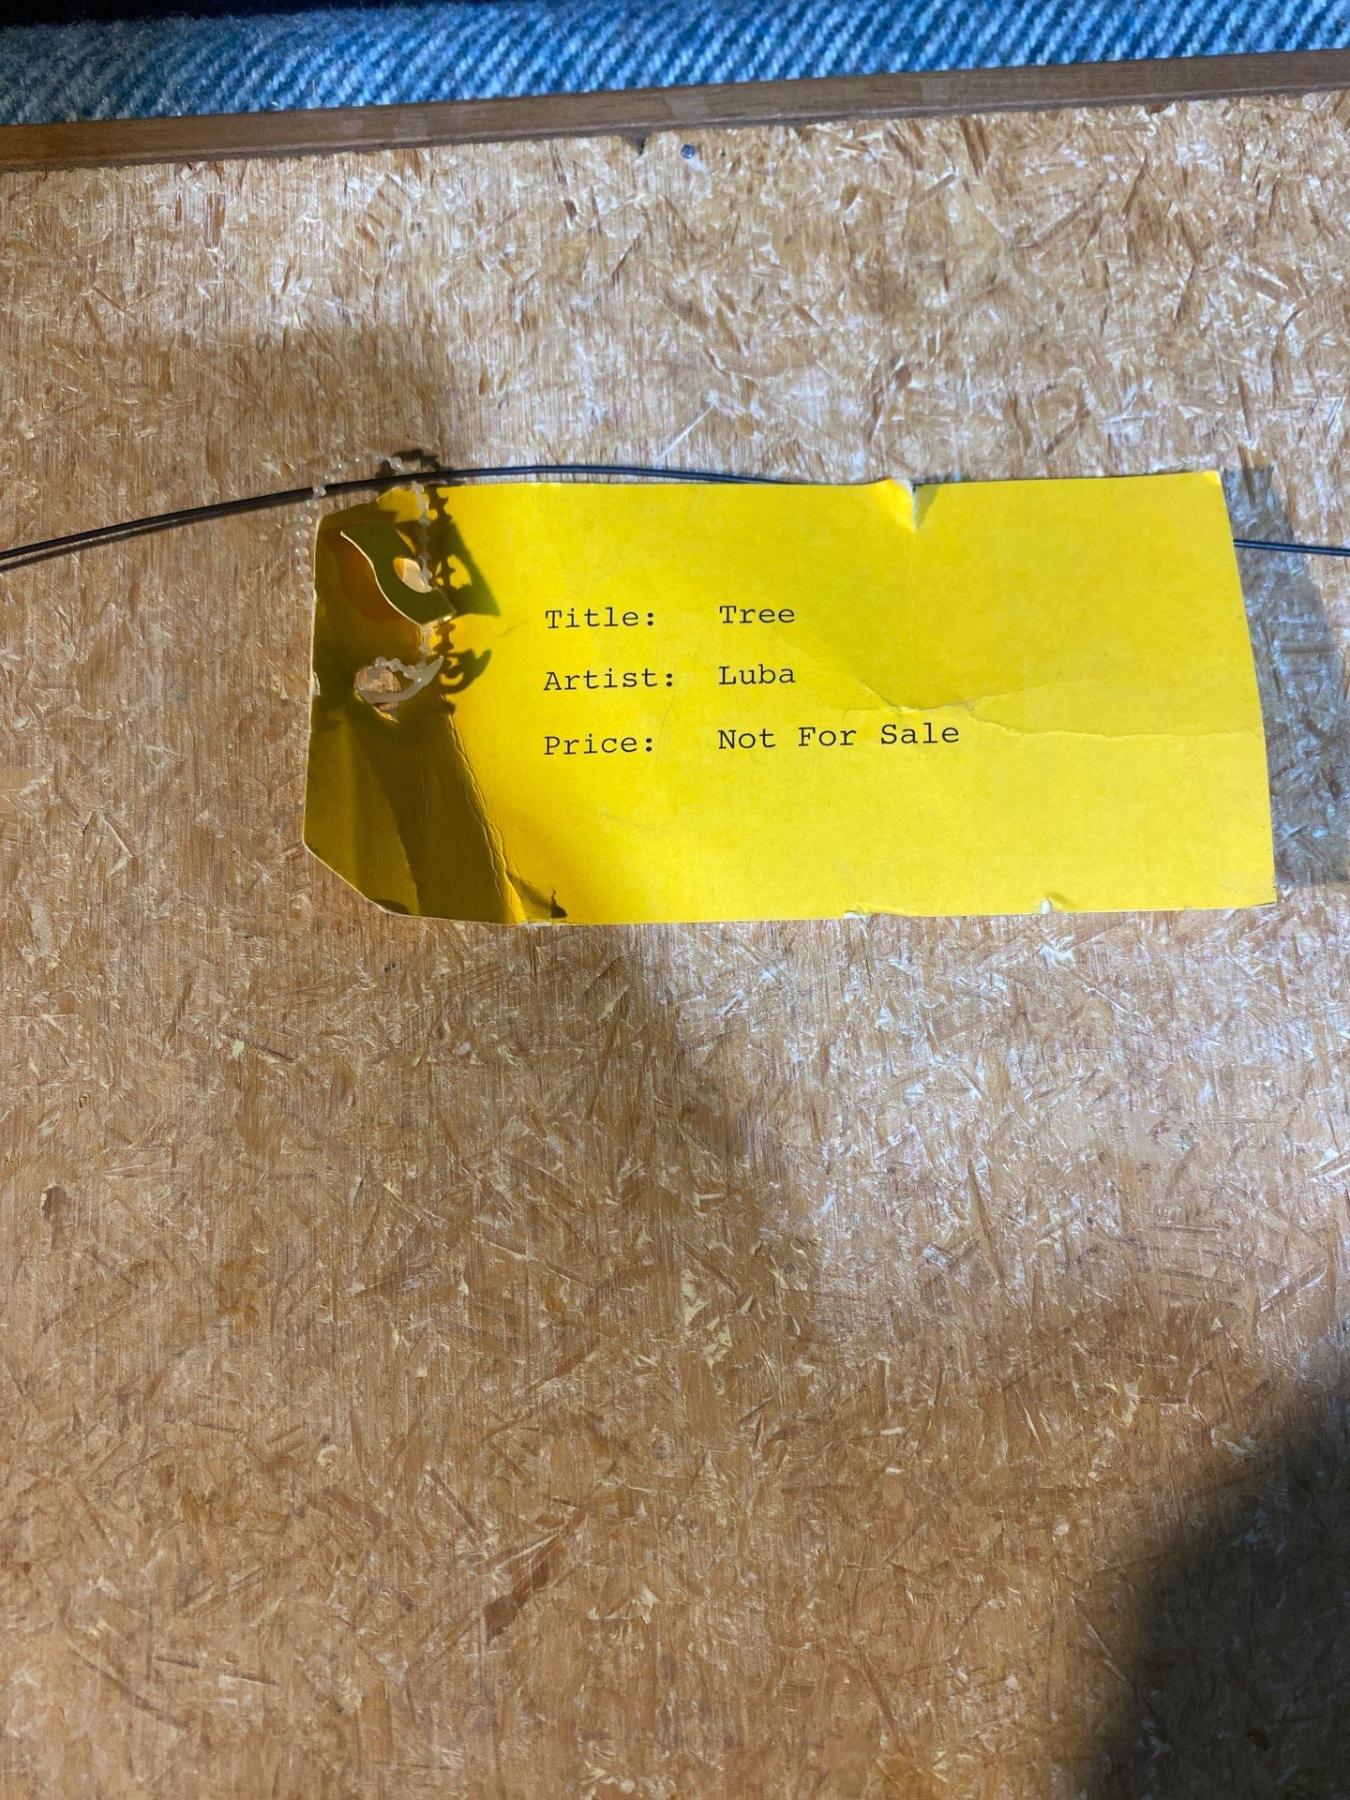 Title: Tree
Artist: Luba
Price: Not For Sale